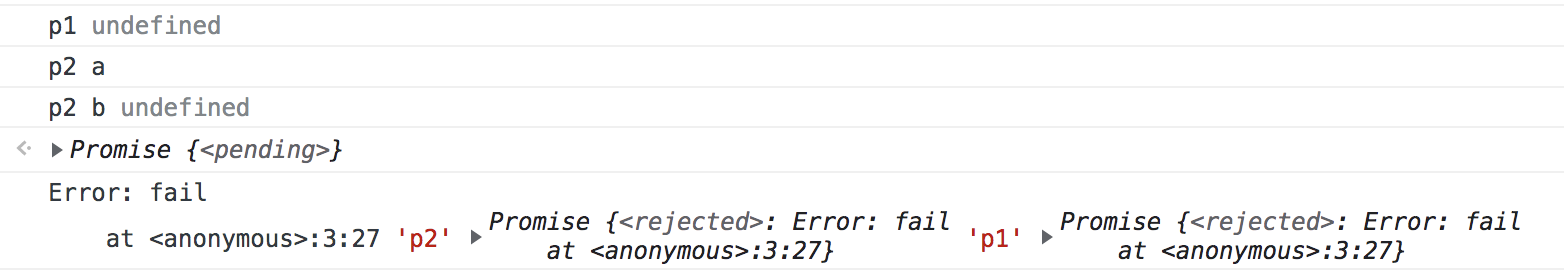 p1 undefined
p2 a
p2 b undefined
Promise {<pending>}
Error: fail
at <anonymous>:3:27 'p2' Promise {<rejected>: Error: fail at <anonymous>:3:27} 'p1' Promise {<rejected>: Error: fail at <anonymous>:3:27}